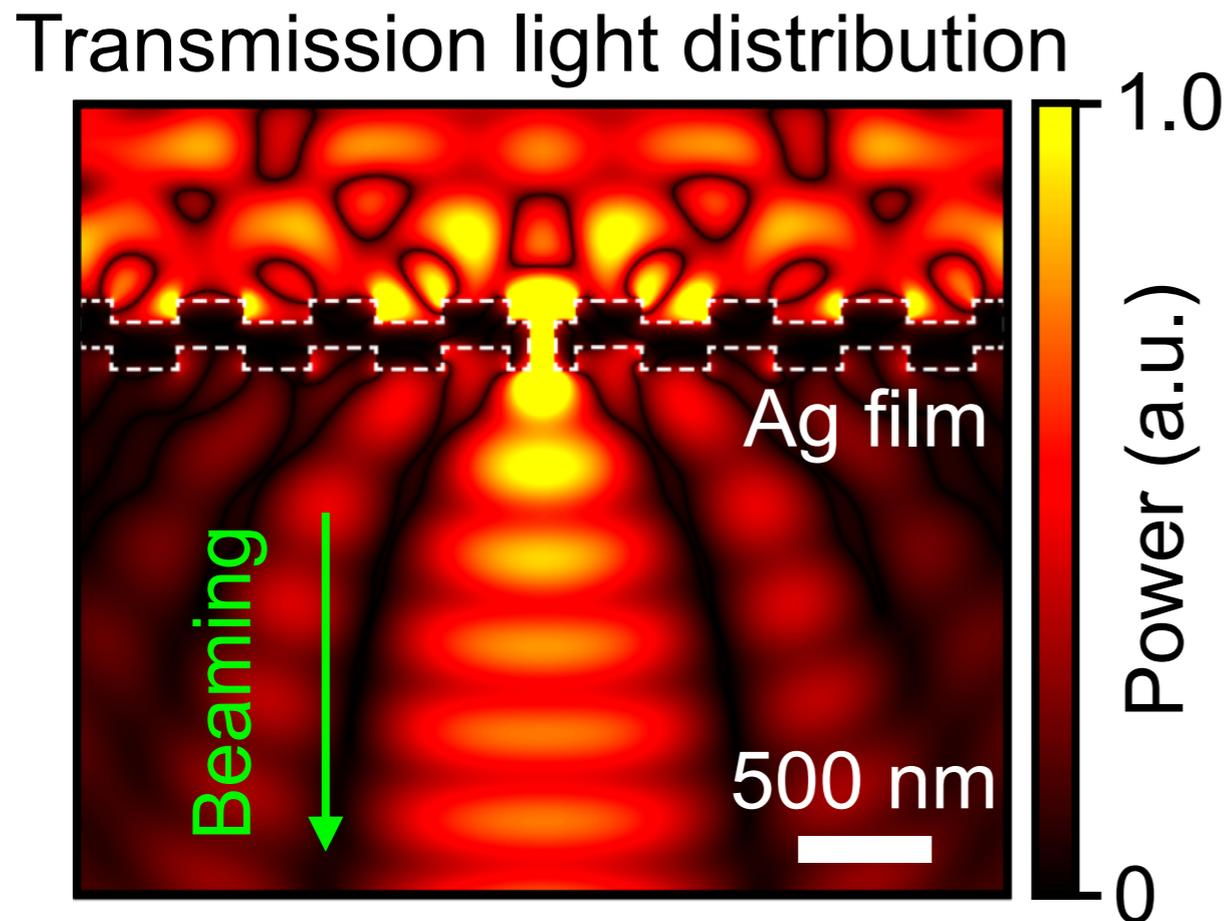 Transmission light distribution
1.0
Ag film
Power (a.u.)
Beaming
500 nm
0